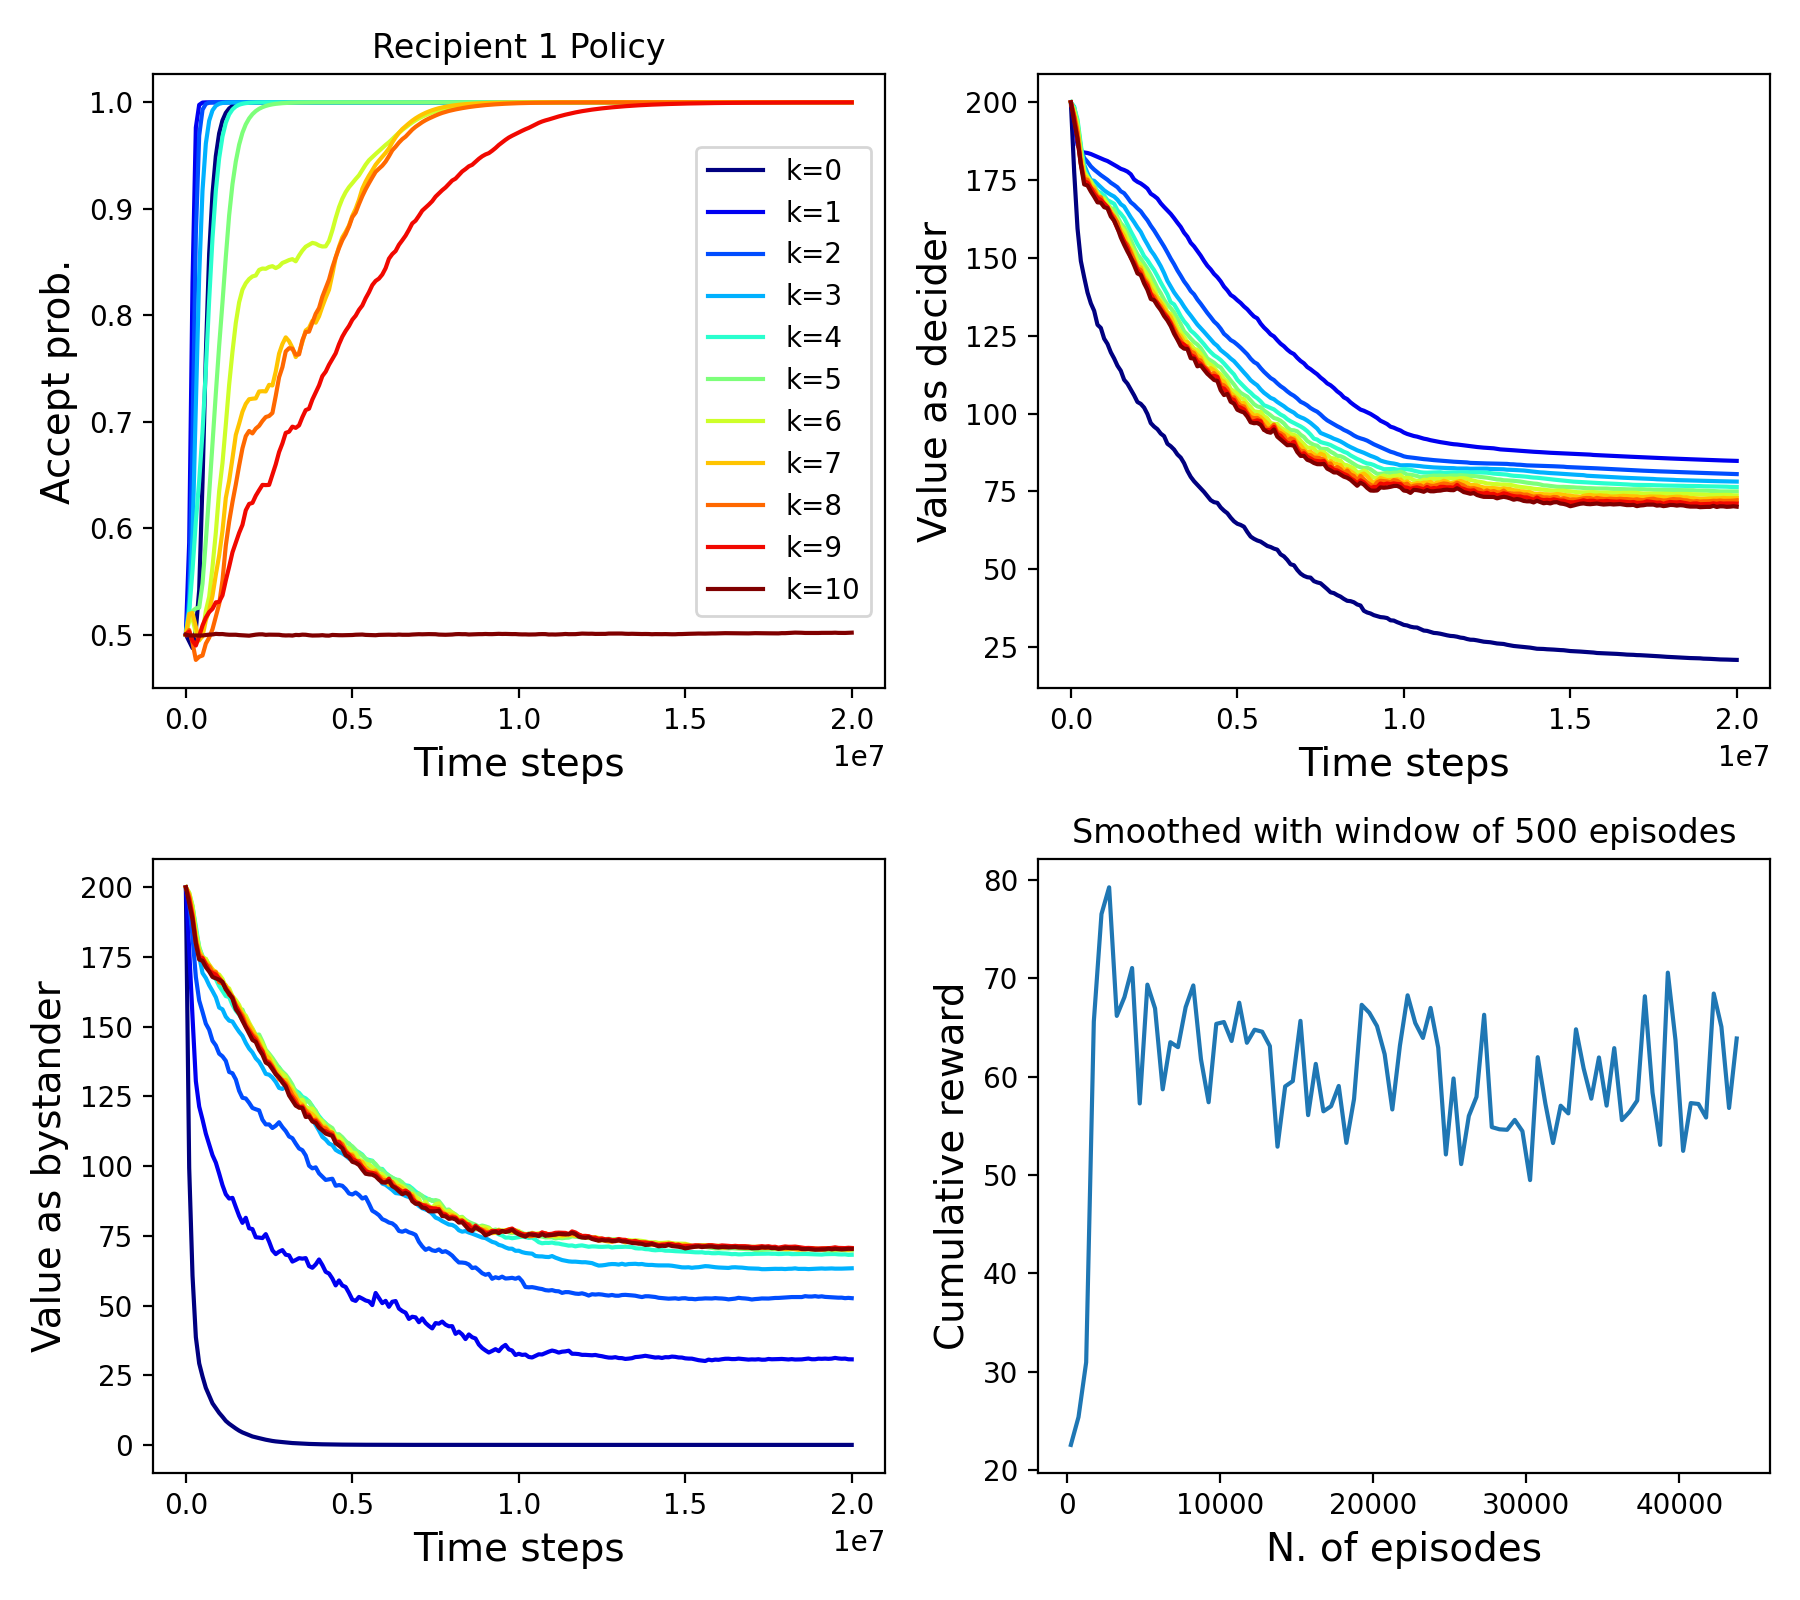 Recipient 1 Policy
Accept prob.
1.0
0.9
0.8
0.7
0.6
0.5
k=0
k=1
k=2
k=3
k=4
k=5
k=6
k=7
k=8
k=9
k=10
0.0 0.5 1.0 1.5 2.0
1e7
Time steps
Value as decider
200
175
150
125
100
75
50
25
0.0 0.5 1.0 1.5 2.0
1e7
Time steps
Value as bystander
200
175
150
125
100
75
50
25
0
0.0 0.5 1.0 1.5 2.0
1e7
Time steps
Smoothed with window of 500 episodes
Cumulative reward
80
70
60
50
40
30
20
0 10000 20000 30000 40000
N. of episodes